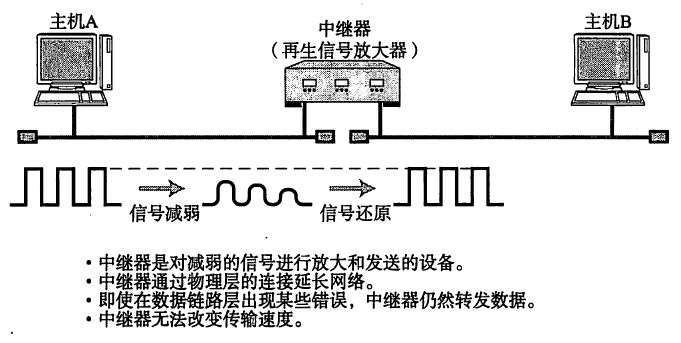 主机A
中继器
（再生信号放大器）
主机B
信号减弱
信号还原
·中继器是对减弱的信号进行放大和发送的设备。
·中继器通过物理层的连接延长网络。
·即使在数据链路层出现某些错误，中继器仍然转发数据。
·中继器无法改变传输速度。